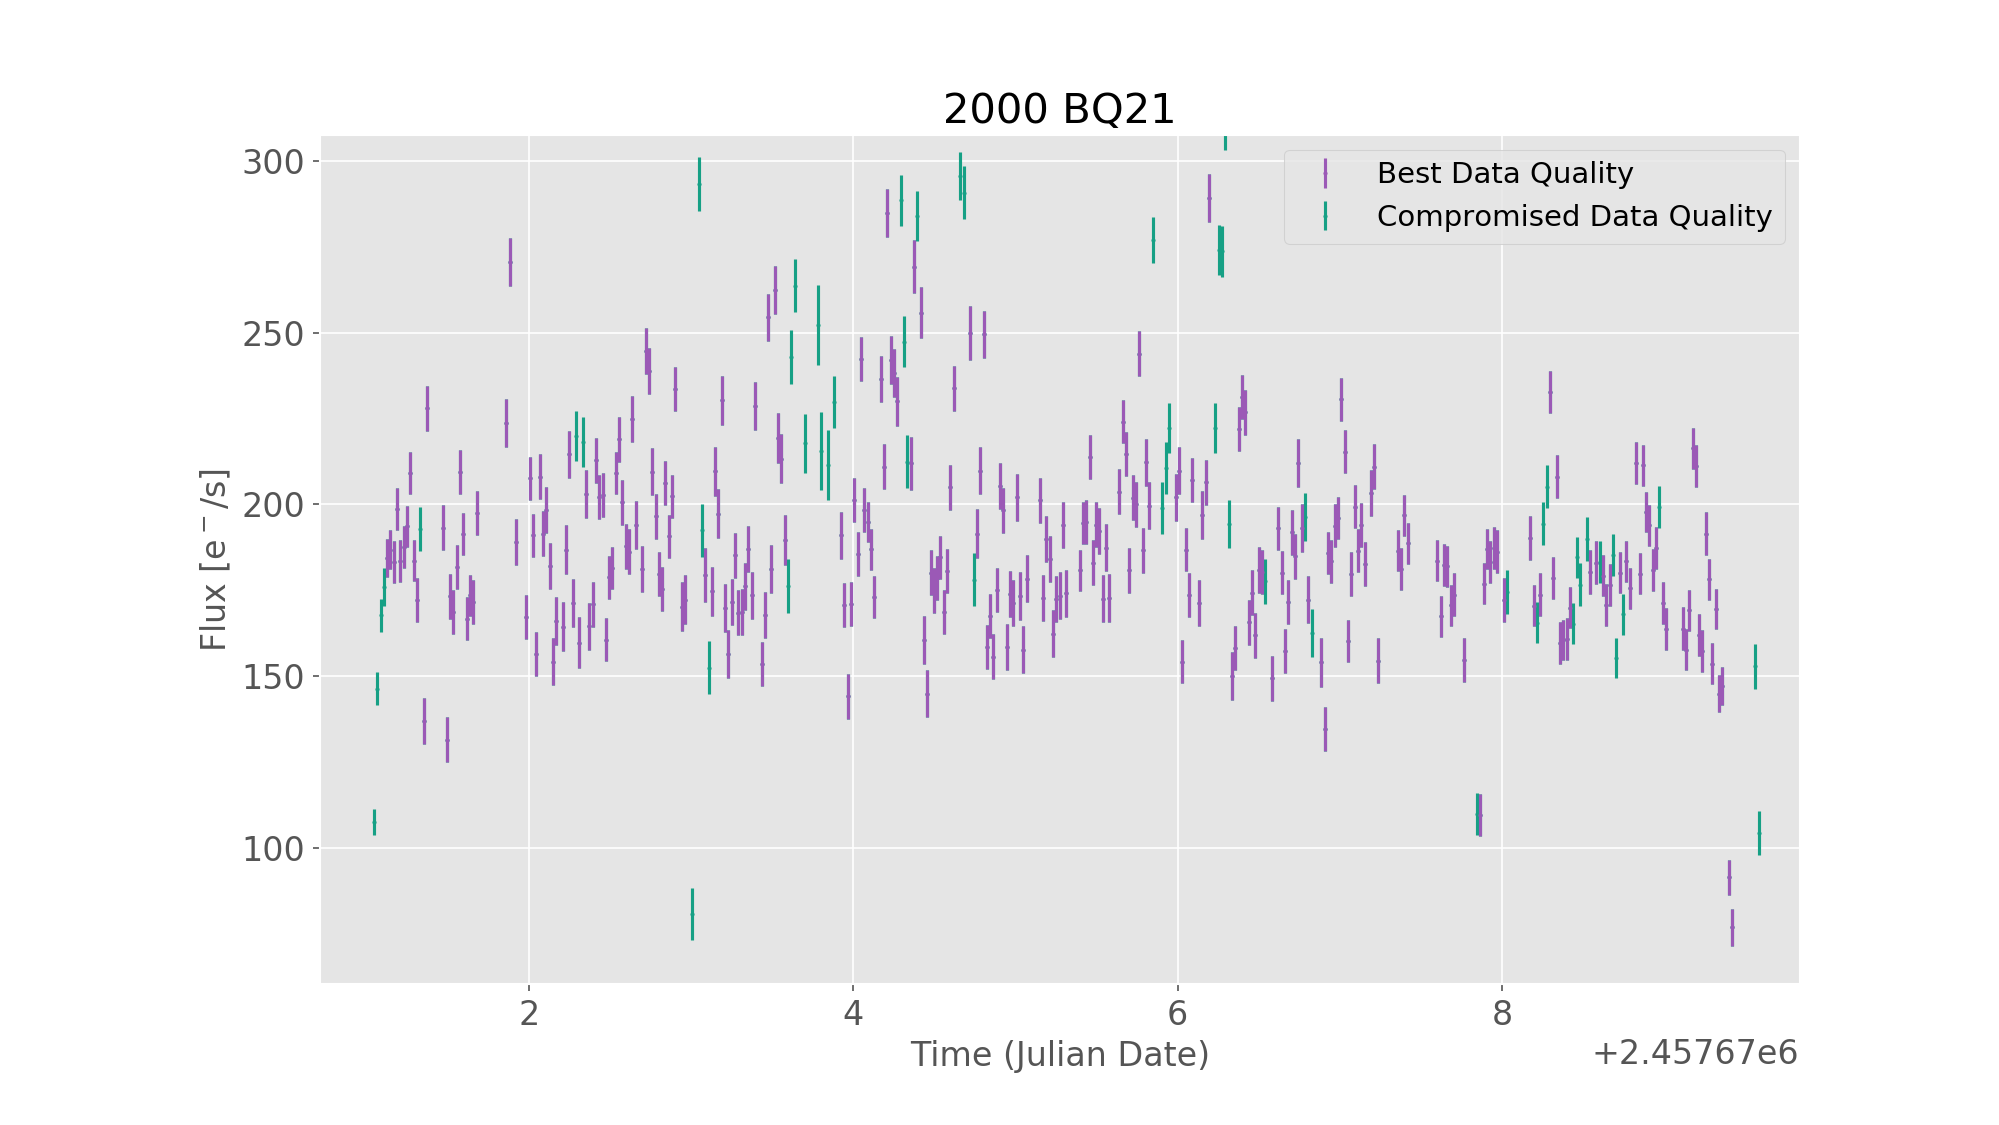 2000 BQ21
Best Data Quality
Compromised Data Quality
300
250
200
150
100
Flux [e⁻/s]
2 4 6 8
Time (Julian Date)
+2.45767e6